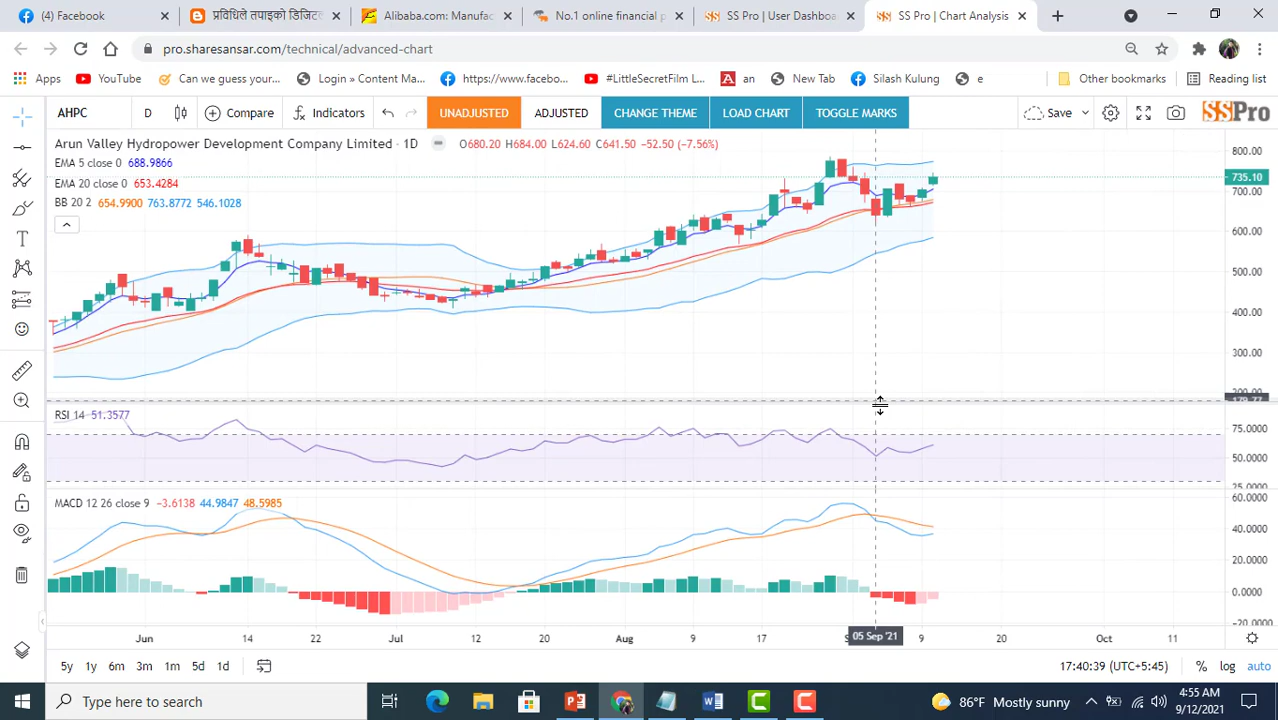 (4) Facebook
प्रविधिले तपाइको डिजिट
Alibaba.com: Manufac
No.1 online financial p
SS Pro | User Dashboa
SS Pro | Chart Analysis
pro.sharesansar.com/technical/advanced-chart
Apps
YouTube
Can we guess your...
Login » Content Ma...
https://www.facebo...
#LittleSecretFilm L...
an
New Tab
Silash Kulung
e
Other bookmarks
Reading list
AHPC
D
Compare
Indicators
UNADJUSTED
ADJUSTED
CHANGE THEME
LOAD CHART
TOGGLE MARKS
Save
SSPro
Arun Valley Hydropower Development Company Limited · 1D
O680.20 H684.00 L624.60 C641.50 −52.50 (−7.56%)
EMA 5 close 0 688.9866
EMA 20 close 0 653.4284
BB 20 2 654.9900 763.8772 546.1028
800.00
735.10
700.00
600.00
500.00
400.00
300.00
RSI 14 51.3577
75.0000
50.0000
25.0000
MACD 12 26 close 9 −3.6138 44.9847 48.5985
60.0000
40.0000
20.0000
0.0000
-20.0000
Jun
14
22
Jul
12
20
Aug
9
17
05 Sep '21
9
20
Oct
11
5y
1y
6m
3m
1m
5d
1d
17:40:39 (UTC+5:45)
%
log
auto
Type here to search
86°F Mostly sunny
4:55 AM
9/12/2021